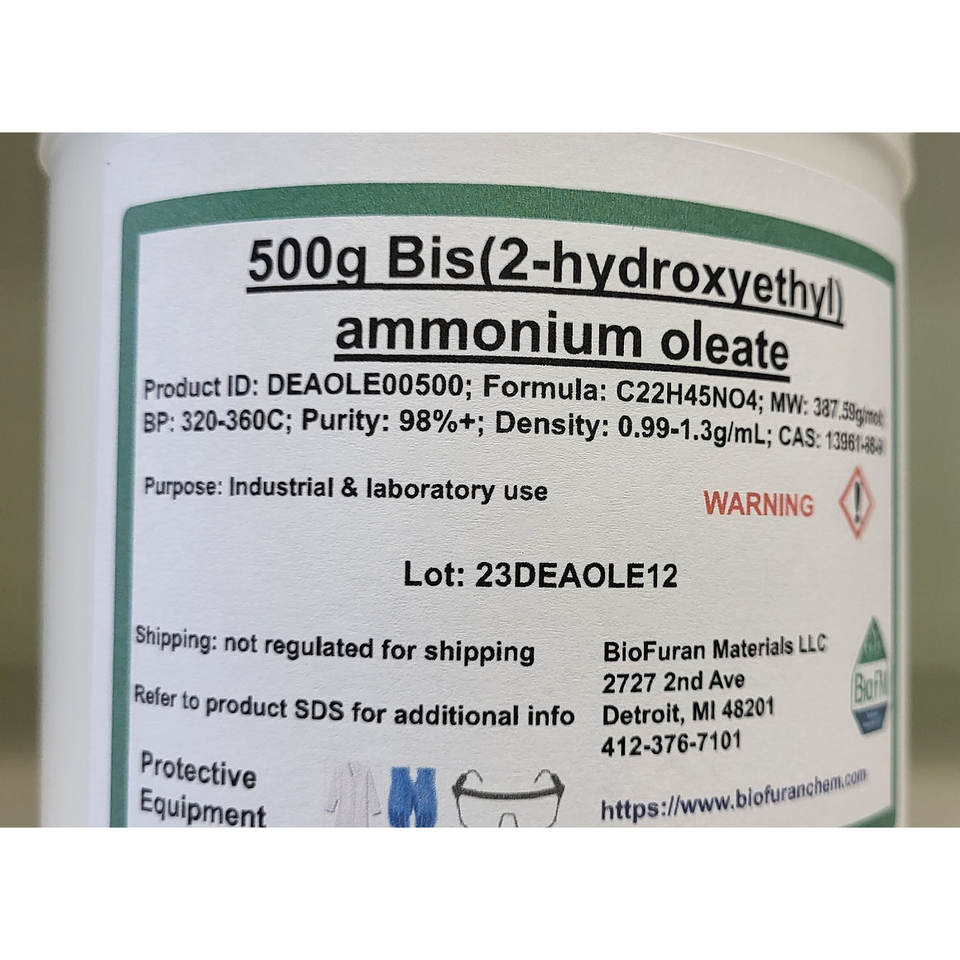 500g Bis(2-hydroxyethyl)
ammonium oleate
Product ID: DEAOLE00500; Formula: C22H45NO4; MW: 387.59g/mol
BP: 320-360C; Purity: 98%+; Density: 0.99-1.3g/mL; CAS:
Purpose: Industrial & laboratory use
WARNING
Lot: 23DEAOLE12
Shipping: not regulated for shipping
Refer to product SDS for additional info
BioFuran Materials LLC
2727 2nd Ave
Detroit, MI 48201
412-376-7101
https://www.biofuranchem.com
Protective
Equipment